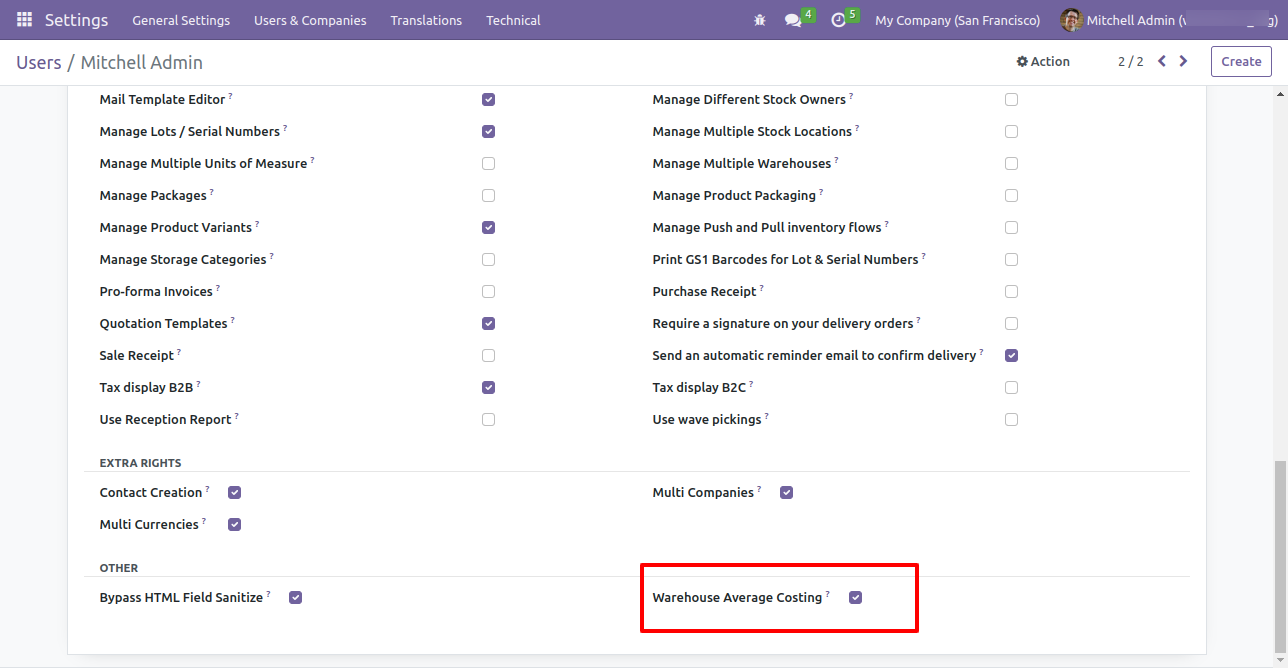 Settings General Settings Users & Companies Translations Technical 4 5 My Company (San Francisco) Mitchell Admin
Users / Mitchell Admin Action 2 / 2 Create
Mail Template Editor ? Manage Different Stock Owners ?
Manage Lots / Serial Numbers ? Manage Multiple Stock Locations ?
Manage Multiple Units of Measure ? Manage Multiple Warehouses ?
Manage Packages ? Manage Product Packaging ?
Manage Product Variants ? Manage Push and Pull inventory flows ?
Manage Storage Categories ? Print GS1 Barcodes for Lot & Serial Numbers ?
Pro-forma Invoices ? Purchase Receipt ?
Quotation Templates ? Require a signature on your delivery orders ?
Sale Receipt ? Send an automatic reminder email to confirm delivery ?
Tax display B2B ? Tax display B2C ?
Use Reception Report ? Use wave pickings ?
EXTRA RIGHTS
Contact Creation ? Multi Companies ?
Multi Currencies ?
OTHER
Bypass HTML Field Sanitize ? Warehouse Average Costing ?